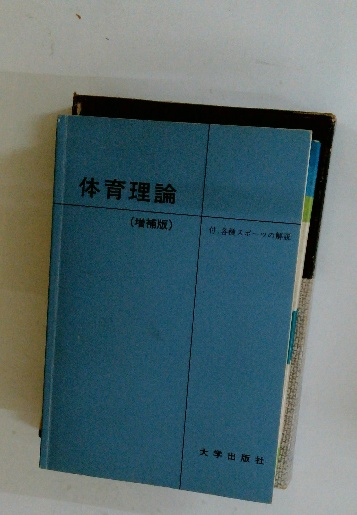 体育理論
(増補版)
付：各種スポーツの解説
大学出版社